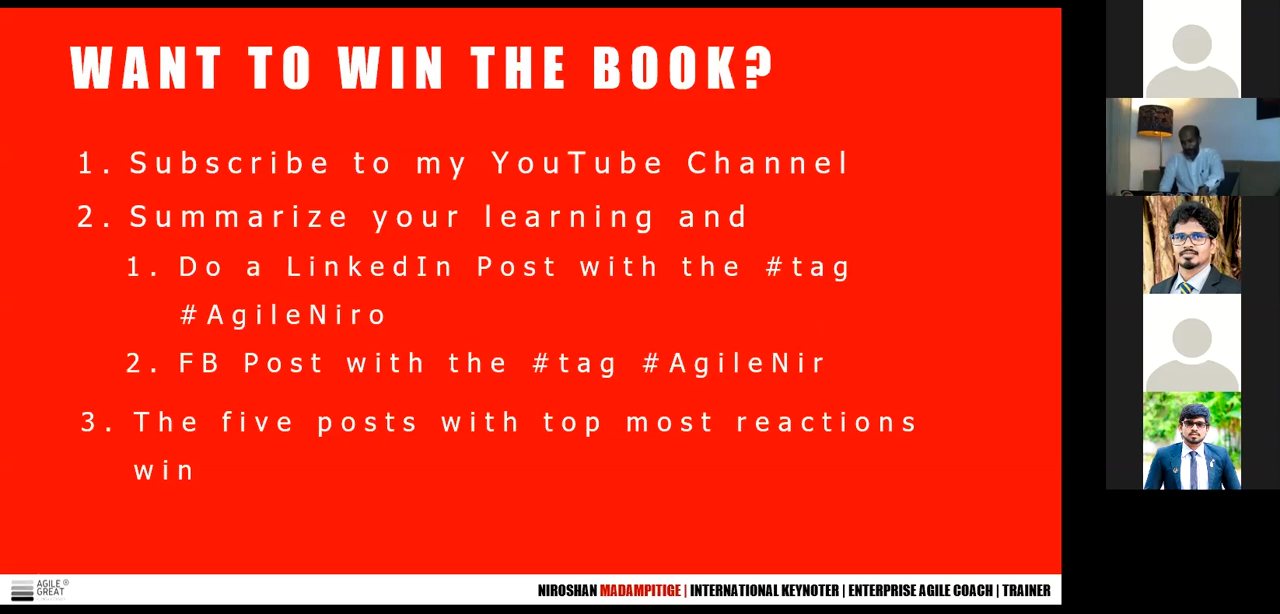 WANT TO WIN THE BOOK?
1. Subscribe to my YouTube Channel
2. Summarize your learning and
1. Do a LinkedIn Post with the #tag
#AgileNiro
2. FB Post with the #tag #AgileNir
3. The five posts with top most reactions
win
AGILE ®
GREAT
NIROSHAN MADAMPITIGE | INTERNATIONAL KEYNOTER | ENTERPRISE AGILE COACH | TRAINER